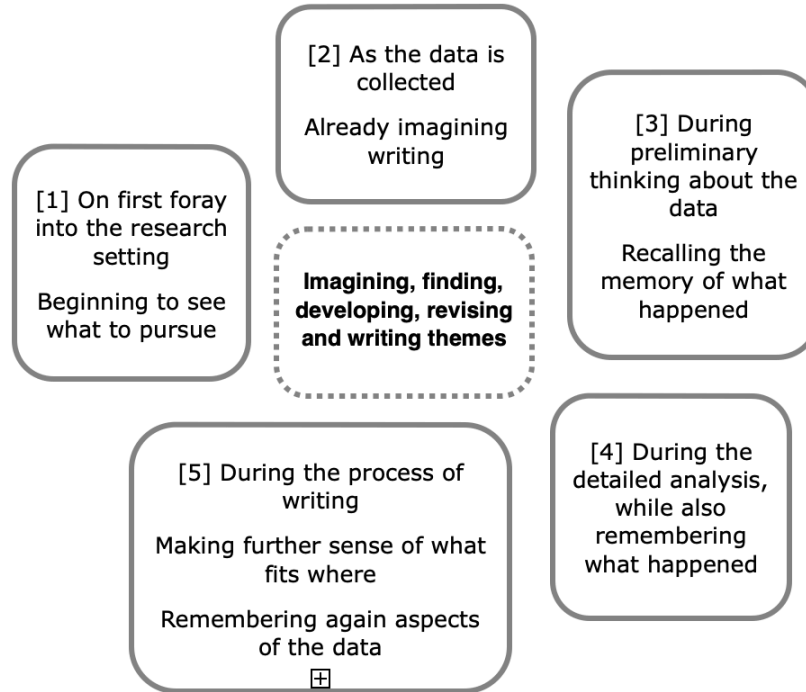 [1] On first foray
into the research
setting
Beginning to see
what to pursue
[2] As the data is
collected
Already imagining
writing
[3] During
preliminary
thinking about the
data
Recalling the
memory of what
happened
Imagining, finding,
developing, revising
and writing themes
[4] During the
detailed analysis,
while also
remembering
what happened
[5] During the process of
writing
Making further sense of what
fits where
Remembering again aspects
of the data